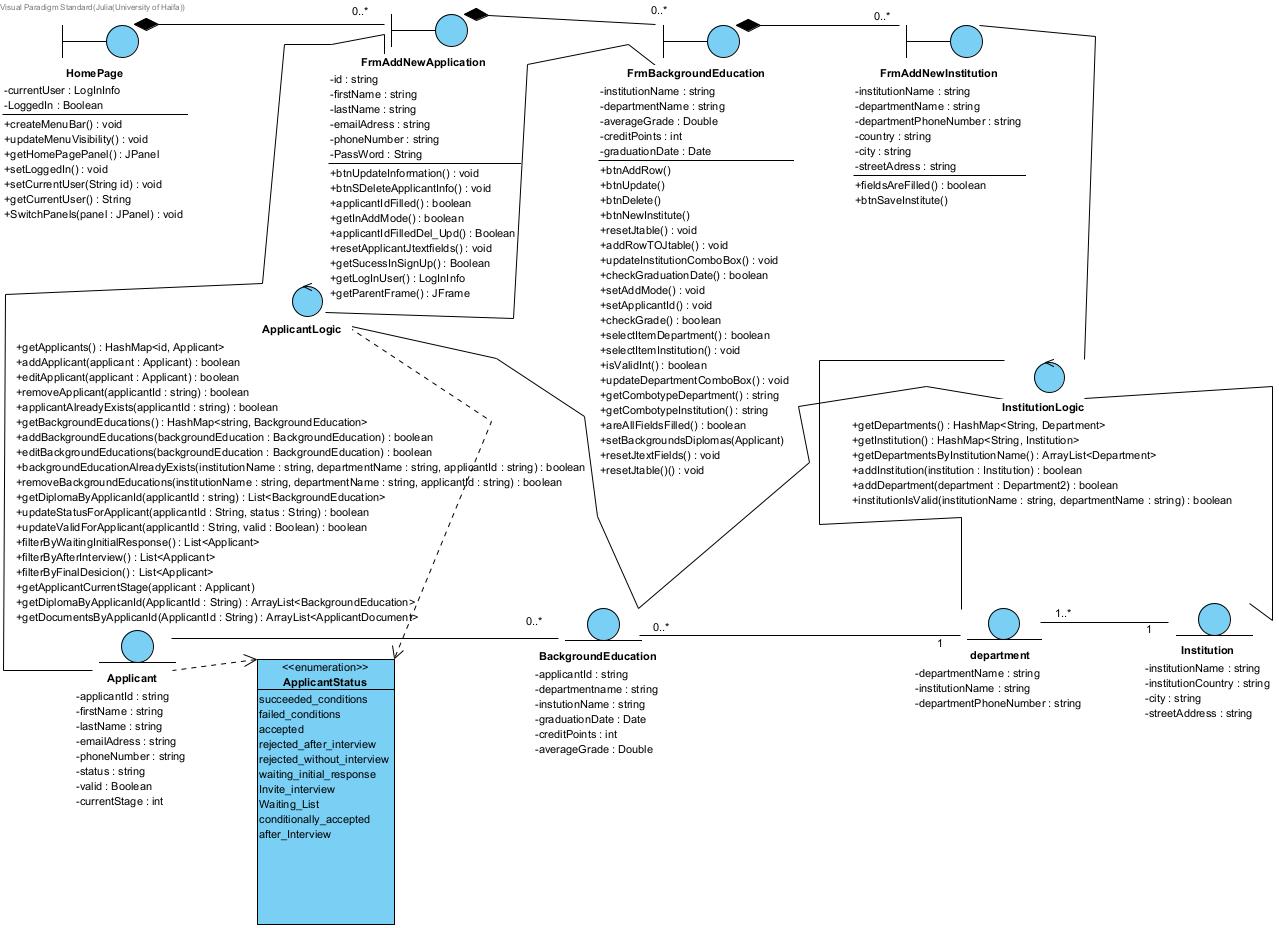 Visual Paradigm Standard(Julia(University of Haifa))
0..*
0..*
0..*
HomePage
-currentUser : LogInInfo
-LoggedIn : Boolean
+createMenuBar() : void
+updateMenuVisibility() : void
+getHomePagePanel() : JPanel
+setLoggedIn() : void
+setCurrentUser(String id) : void
+getCurrentUser() : String
+SwitchPanels(panel : JPanel) : void
FrmAddNewApplication
-id : string
-firstName : string
-lastName : string
-emailAdress : string
-phoneNumber : string
-PassWord : String
+btnUpdateInformation() : void
+btnSDeleteApplicantInfo() : void
+applicantIdFilled() : boolean
+getInAddMode() : boolean
+applicantIdFilledDel_Upd() : Boolean
+resetApplicantJtextfields() : void
+getSucessInSignUp() : Boolean
+getLogInUser() : LogInInfo
+getParentFrame() : JFrame
FrmBackgroundEducation
-institutionName : string
-departmentName : string
-averageGrade : Double
-creditPoints : int
-graduationDate : Date
+btnAddRow()
+btnUpdate()
+btnDelete()
+btnNewInstitute()
+resetJtable() : void
+addRowTOJtable() : void
+updateInstitutionComboBox() : void
+checkGraduationDate() : boolean
+setAddMode() : void
+setApplicantId() : void
+checkGrade() : boolean
+selectItemDepartment() : boolean
+selectItemInstitution() : void
+isValidInt() : boolean
+updateDepartmentComboBox() : void
+getCombotypeDepartment() : string
+getCombotypeInstitution() : string
+areAllFieldsFilled() : boolean
+setBackgroundsDiplomas(Applicant)
+resetJtextFields() : void
+resetJtable()() : void
FrmAddNewInstitution
-institutionName : string
-departmentName : string
-departmentPhoneNumber : string
-country : string
-city : string
-streetAdress : string
+fieldsAreFilled() : boolean
+btnSaveInstitute()
ApplicantLogic
+getApplicants() : HashMap<id, Applicant>
+addApplicant(applicant : Applicant) : boolean
+editApplicant(applicant : Applicant) : boolean
+removeApplicant(applicantId : string) : boolean
+applicantAlreadyExists(applicantId : string) : boolean
+getBackgroundEducations() : HashMap<string, BackgroundEducation>
+addBackgroundEducations(backgroundEducation : BackgroundEducation) : boolean
+editBackgroundEducations(backgroundEducation : BackgroundEducation) : boolean
+backgroundEducationAlreadyExists(institutionName : string, departmentName : string, applicantId : string) : boolean
+removeBackgroundEducations(institutionName : string, departmentName : string, applicantId : string) : boolean
+getDiplomaByApplicantId(applicantId : string) : List<BackgroundEducation>
+updateStatusForApplicant(applicantId : String, status : String) : boolean
+updateValidForApplicant(applicantId : String, valid : Boolean) : boolean
+filterByWaitingInitialResponse() : List<Applicant>
+filterByAfterInterview() : List<Applicant>
+filterByFinalDesicion() : List<Applicant>
+getApplicantCurrentStage(applicant : Applicant)
+getDiplomaByApplicantId(ApplicantId : String) : ArrayList<BackgroundEducation>
+getDocumentsByApplicantId(ApplicantId : String) : ArrayList<ApplicantDocument>
InstitutionLogic
+getDepartments() : HashMap<String, Department>
+getInstitution() : HashMap<String, Institution>
+getDepartmentsByInstitutionName() : ArrayList<Department>
+addInstitution(institution : Institution) : boolean
+addDepartment(department : Department2) : boolean
+institutionIsValid(institutionName : string, departmentName : string) : boolean
0..*
0..*
1
1..*
1
Applicant
-applicantId : string
-firstName : string
-lastName : string
-emailAdress : string
-phoneNumber : string
-status : string
-valid : Boolean
-currentStage : int
<<enumeration>>
ApplicantStatus
succeeded_conditions
failed_conditions
accepted
rejected_after_interview
rejected_without_interview
waiting_initial_response
Invite_interview
Waiting_List
conditionally_accepted
after_Interview
BackgroundEducation
-applicantId : string
-departmentname : string
-instutionName : string
-graduationDate : Date
-creditPoints : int
-averageGrade : Double
department
-departmentName : string
-institutionName : string
-departmentPhoneNumber : string
Institution
-institutionName : string
-institutionCountry : string
-city : string
-streetAddress : string